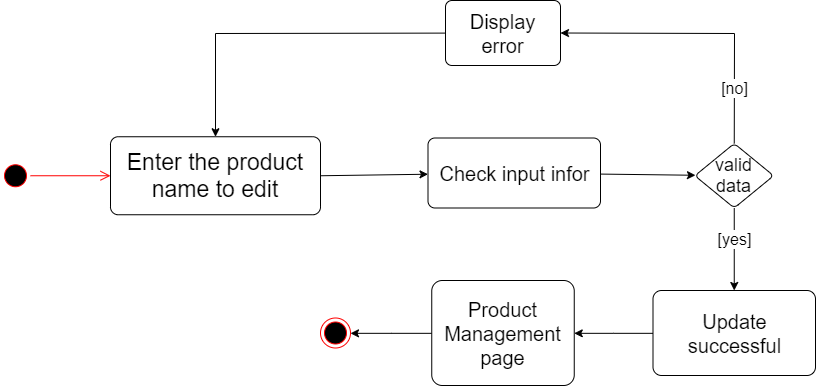 Display
error
[no]
Enter the product
name to edit
Check input infor
valid
data
[yes]
Product
Management
page
Update
successful